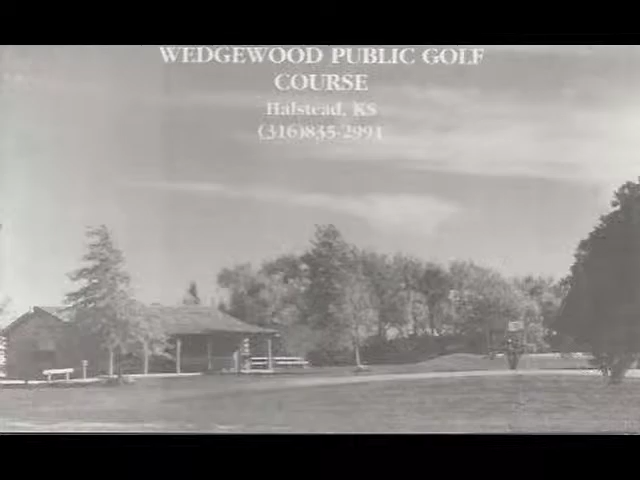 WEDGEWOOD PUBLIC GOLF
COURSE
Halstead, KS
(316)835-2991